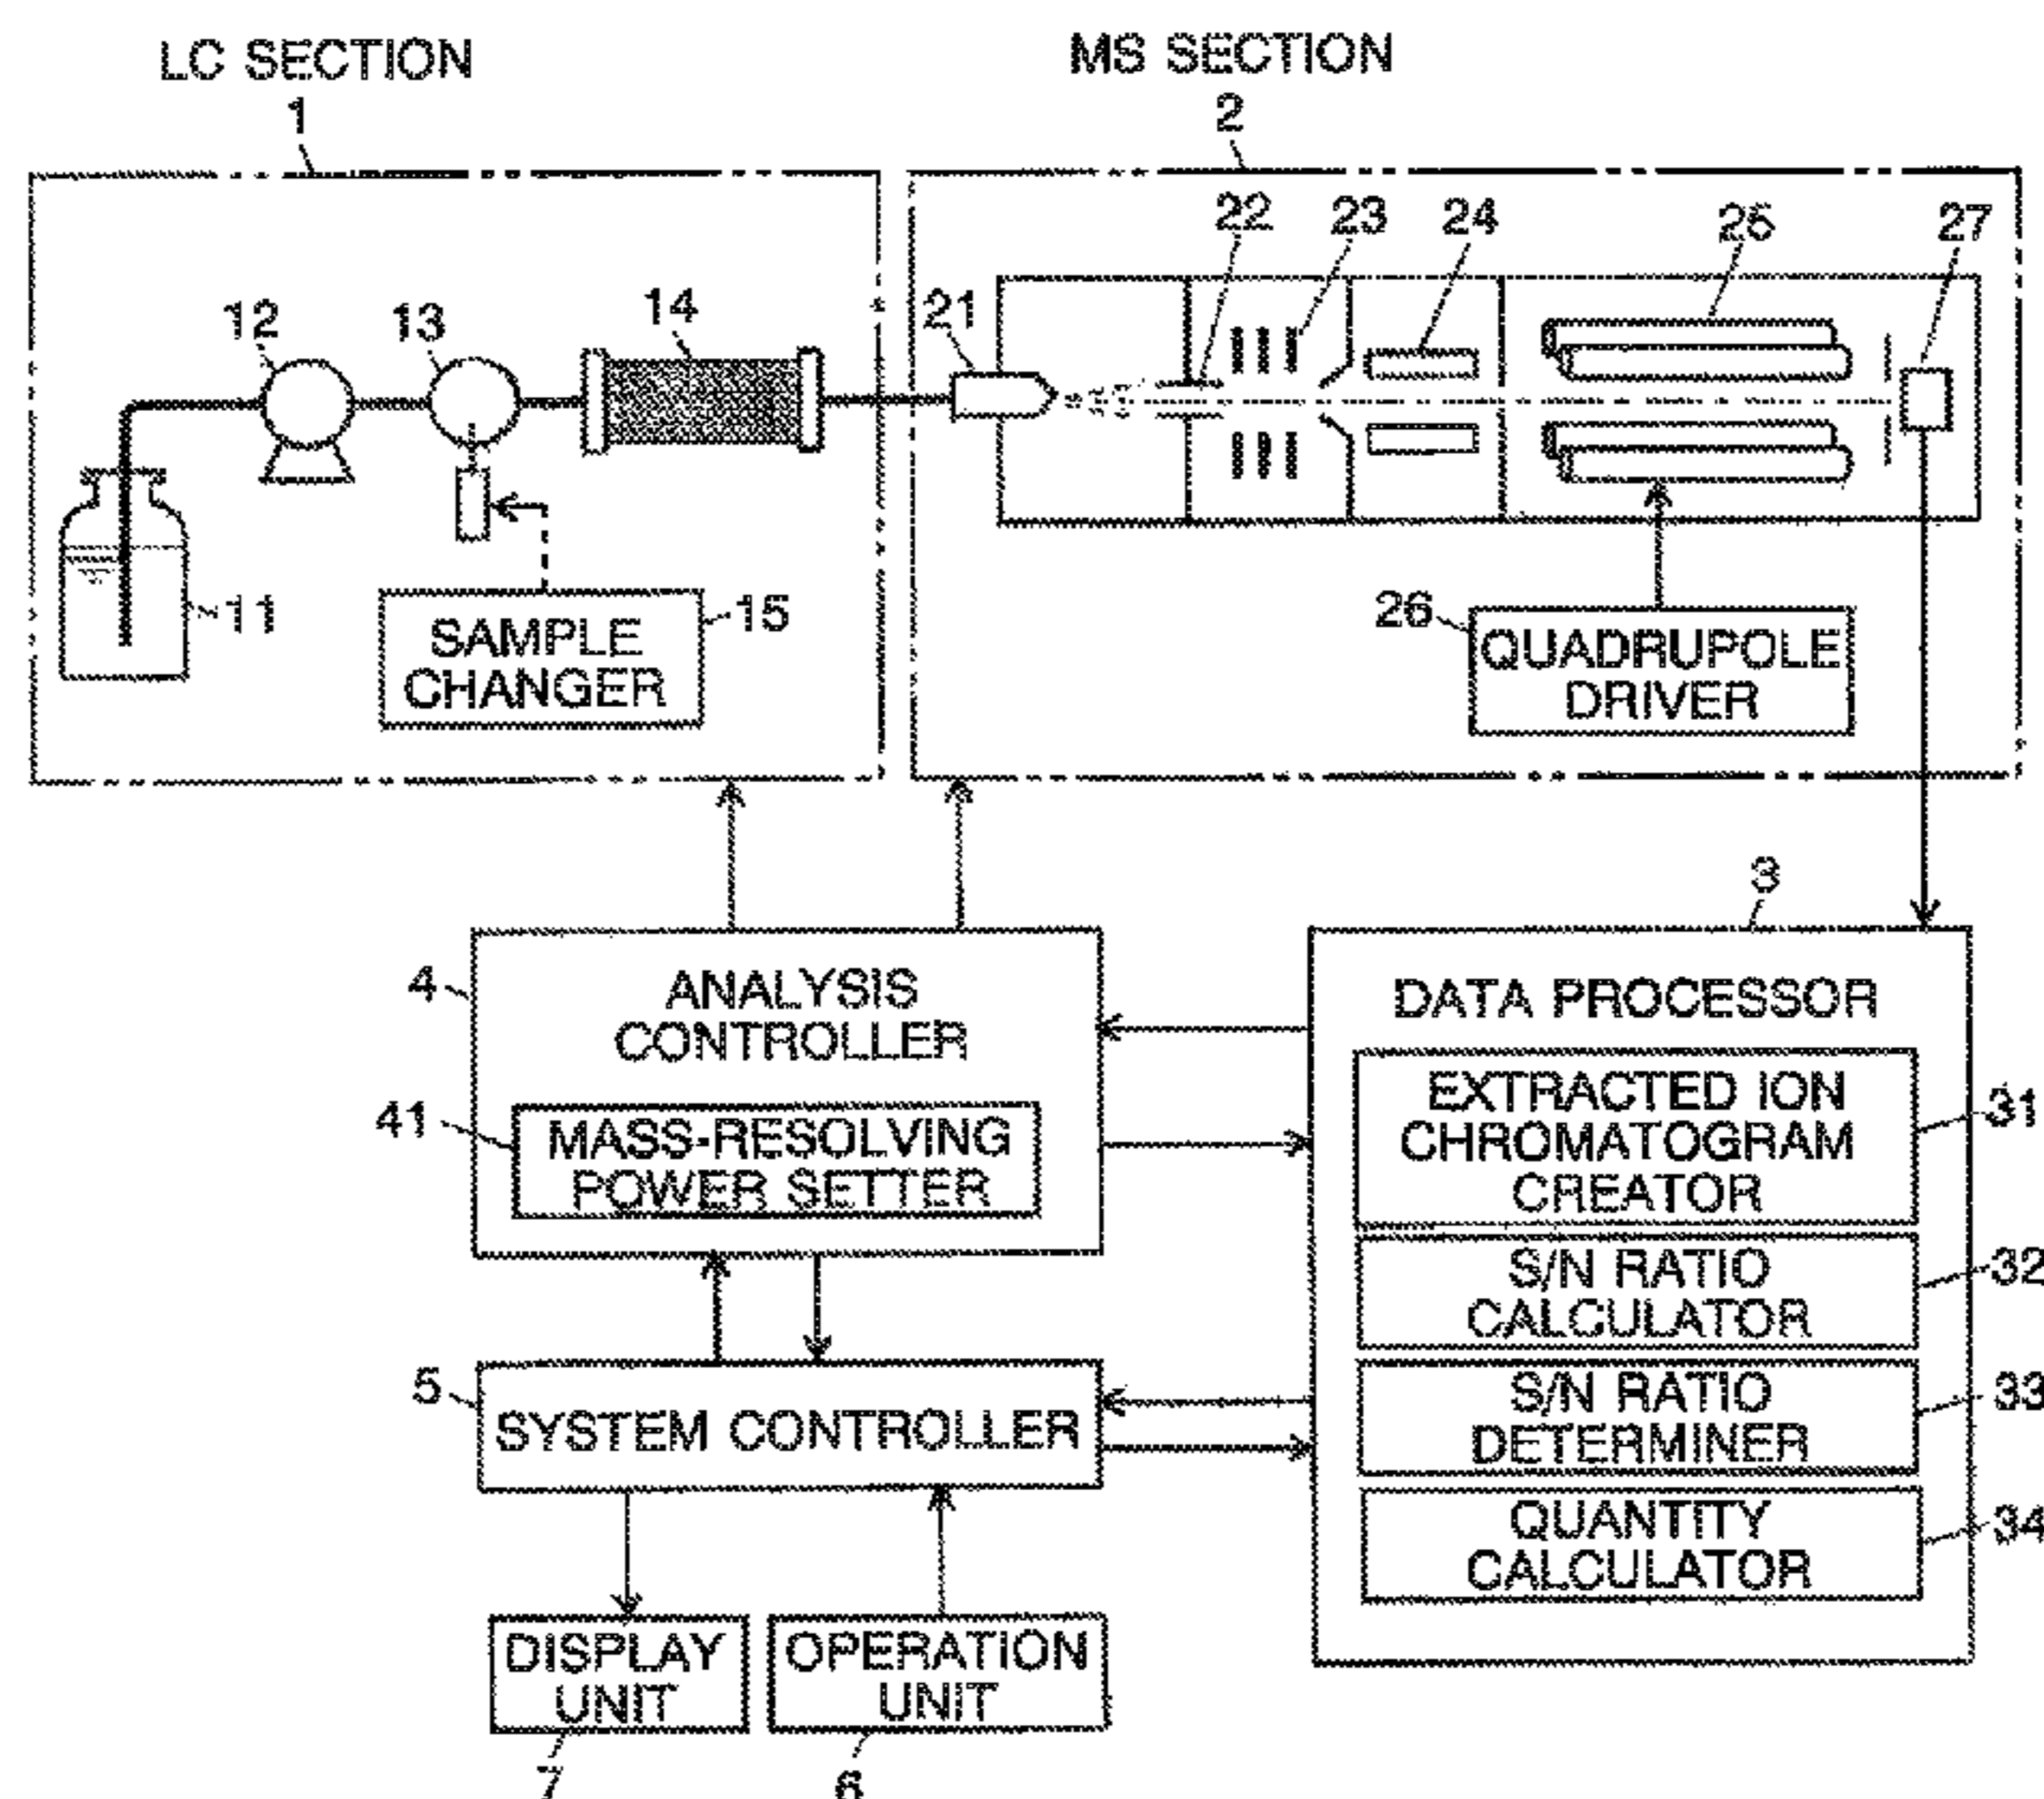 LC SECTION
1
MS SECTION
2
22
23
24
25
27
12
13
14
21
11
SAMPLE
CHANGER
15
26
QUADRUPOLE
DRIVER
3
4
ANALYSIS
CONTROLLER
41
MASS-RESOLVING
POWER SETTER
DATA PROCESSOR
EXTRACTED ION
CHROMATOGRAM
CREATOR
31
S/N RATIO
CALCULATOR
32
S/N RATIO
DETERMINER
33
QUANTITY
CALCULATOR
34
5
SYSTEM CONTROLLER
DISPLAY
UNIT
7
OPERATION
UNIT
6